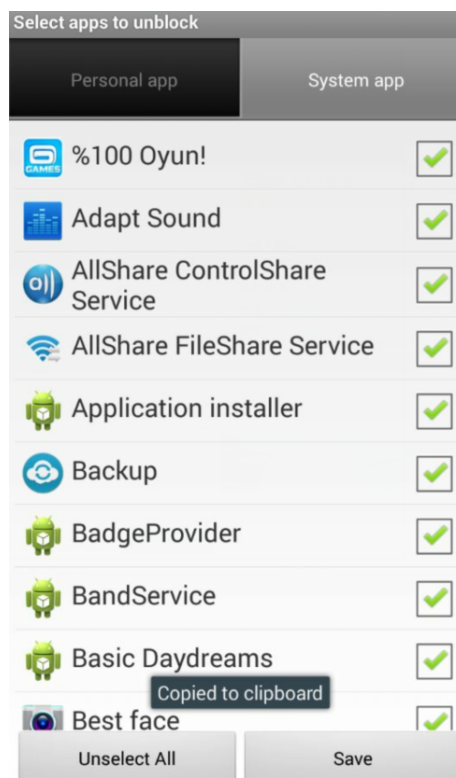 Select apps to unblock
Personal app
System app
GAMES
%100 Oyun!
Adapt Sound
AllShare ControlShare
Service
AllShare FileShare Service
Application installer
Backup
BadgeProvider
BandService
Basic Daydreams
Copied to clipboard
Best face
Unselect All
Save